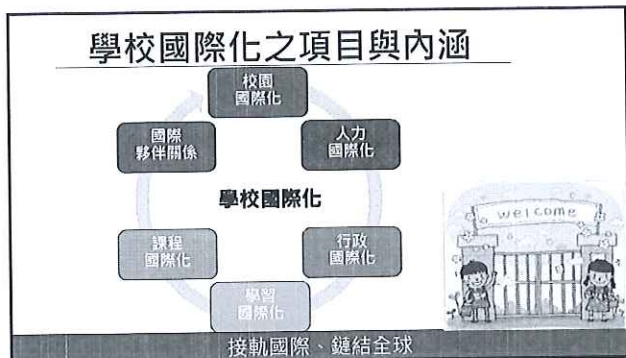 學校國際化之項目與內涵
校園
國際化
人力
國際化
行政
國際化
學習
國際化
課程
國際化
國際
夥伴關係
學校國際化
welcome
接軌國際、鏈結全球